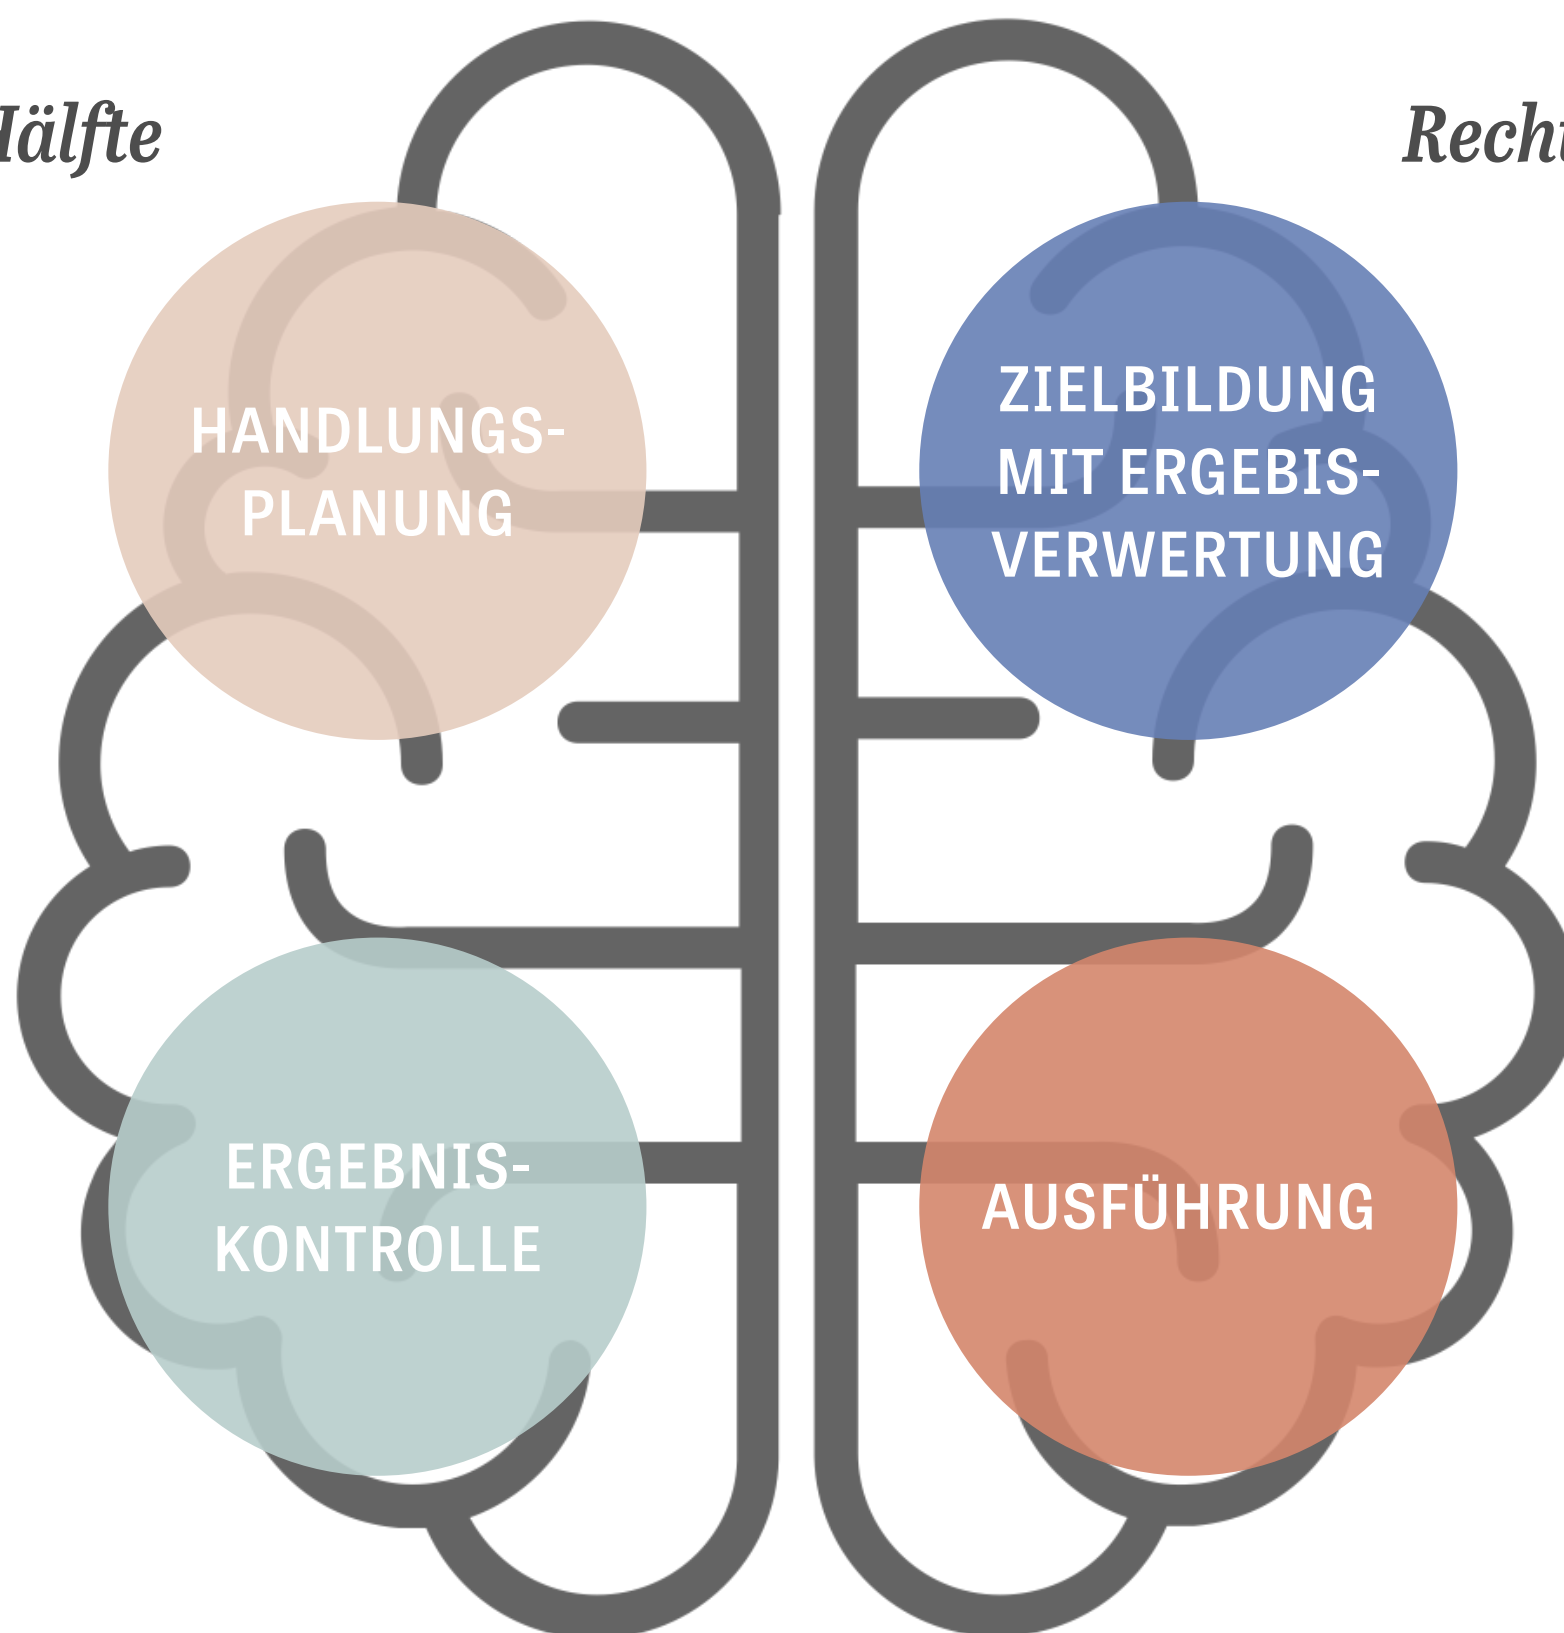 Hälfte
Recht
HANDLUNGS-
PLANUNG
ZIELBILDUNG
MIT ERGEBIS-
VERWERTUNG
ERGEBNIS-
KONTROLLE
AUSFÜHRUNG